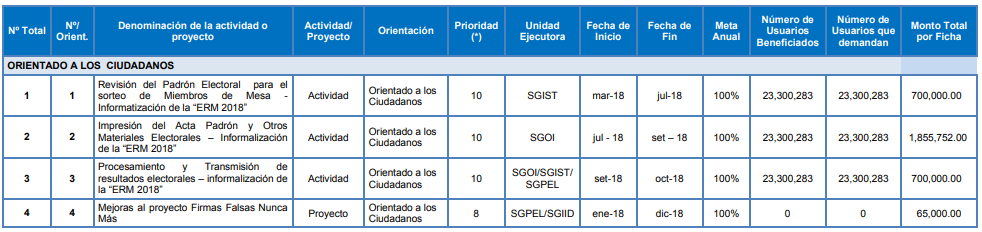 Nº Total
Nº/
Orient.
Denominación de la actividad o
proyecto
Actividad/
Proyecto
Orientación
Prioridad
(*)
Unidad
Ejecutora
Fecha de
Inicio
Fecha de
Fin
Meta
Anual
Número de
Usuarios
Beneficiados
Número de
Usuarios que
demandan
Monto Total
por Ficha
ORIENTADO A LOS CIUDADANOS
1
1
Revisión del Padrón Electoral para el
sorteo de Miembros de Mesa -
Informatización de la “ERM 2018”
Actividad
Orientado a los
Ciudadanos
10
SGIST
mar-18
jul-18
100%
23,300,283
23,300,283
700,000.00
2
2
Impresión del Acta Padrón y Otros
Materiales Electorales – Informalización
de la “ERM 2018”
Actividad
Orientado a los
Ciudadanos
10
SGOI
jul - 18
set – 18
100%
23,300,283
23,300,283
1,855,752.00
3
3
Procesamiento y Transmisión de
resultados electorales – informalización de
la “ERM 2018”
Actividad
Orientado a los
Ciudadanos
10
SGOI/SGIST/
SGPEL
set-18
oct-18
100%
23,300,283
23,300,283
700,000.00
4
4
Mejoras al proyecto Firmas Falsas Nunca
Más
Proyecto
Orientado a los
Ciudadanos
8
SGPEL/SGIID
ene-18
dic-18
100%
0
0
65,000.00